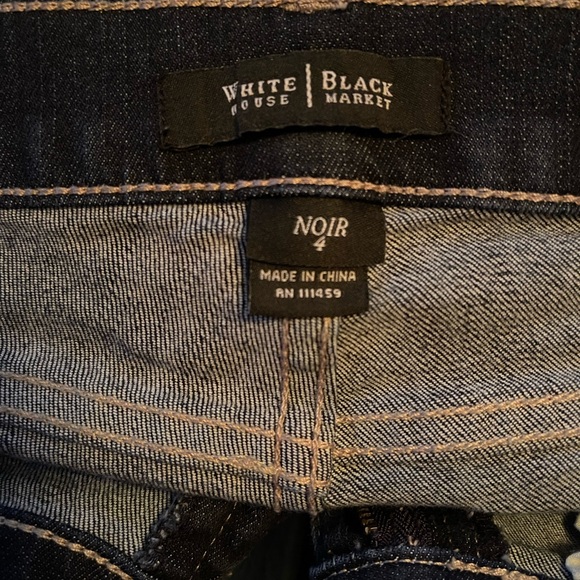 WHITE | BLACK
HOUSE | MARKET
NOIR
4
MADE IN CHINA
RN 111459